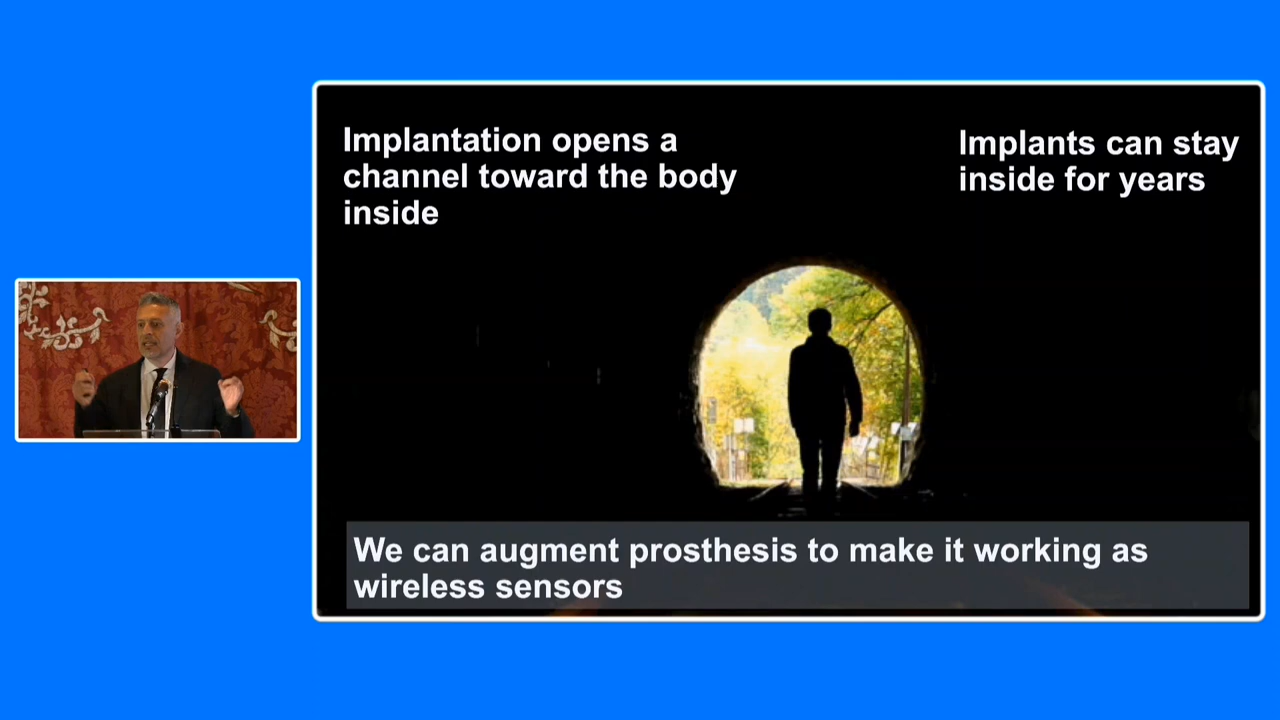 Implantation opens a
channel toward the body
inside
Implants can stay
inside for years
We can augment prosthesis to make it working as
wireless sensors